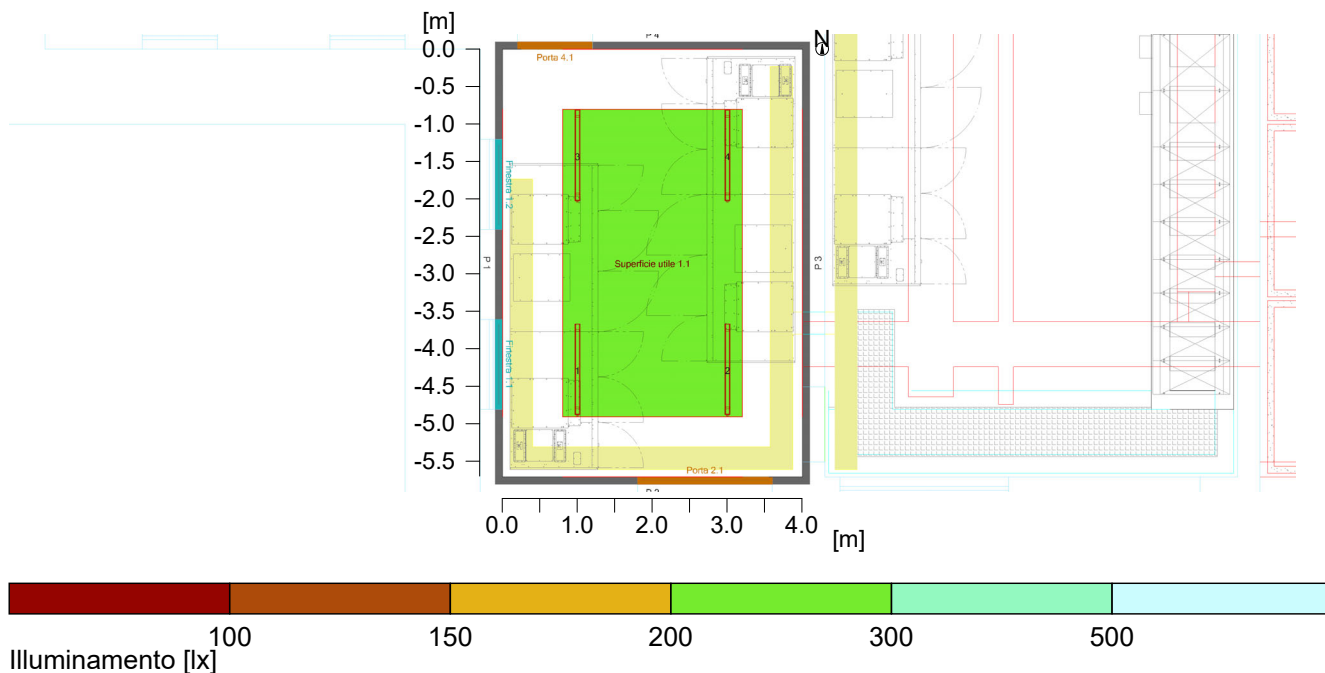 [m]
P 4
N
0.0
Porta 4.1
-0.5
-1.0
3
4
-1.5
Finestra 1.2
-2.0
-2.5
P 1
Superficie utile 1.1
P 3
-3.0
-3.5
-4.0
Finestra 1.1
1
2
-4.5
-5.0
-5.5
Porta 2.1
P 2
0.0 1.0 2.0 3.0 4.0
[m]
100 150 200 300 500
Illuminamento [lx]